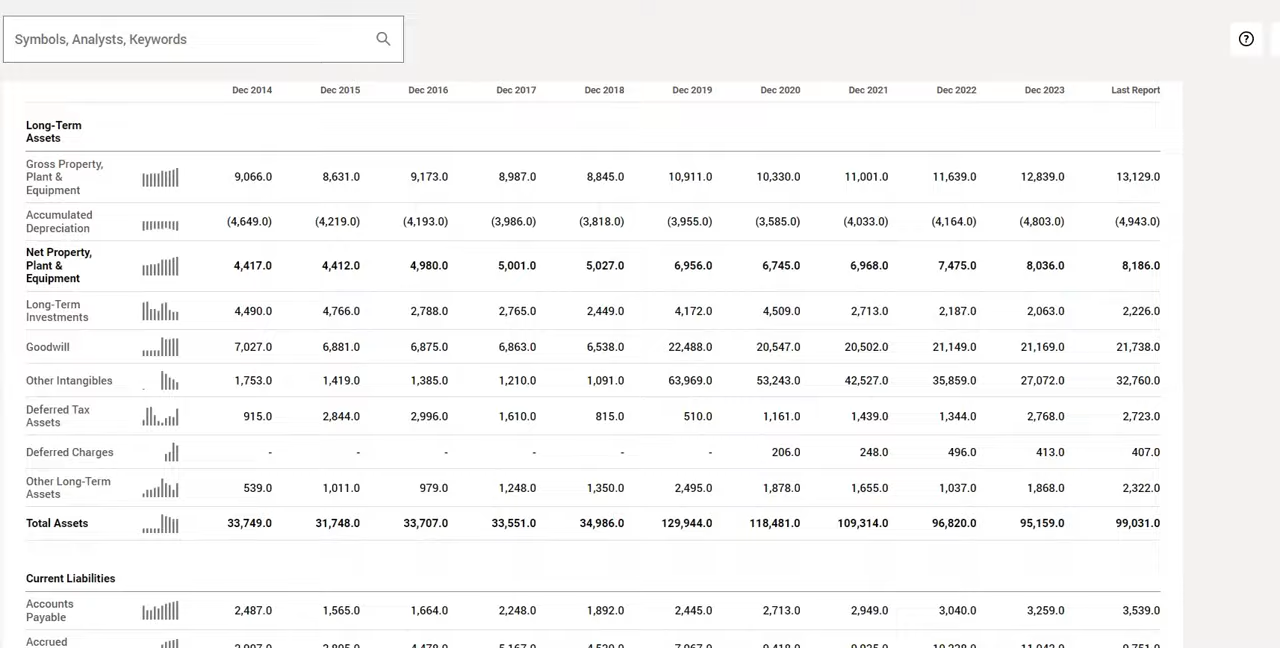 Symbols, Analysts, Keywords
Dec 2014 Dec 2015 Dec 2016 Dec 2017 Dec 2018 Dec 2019 Dec 2020 Dec 2021 Dec 2022 Dec 2023 Last Report
Long-Term
Assets
Gross Property,
Plant &
Equipment
9,066.0 8,631.0 9,173.0 8,987.0 8,845.0 10,911.0 10,330.0 11,001.0 11,639.0 12,839.0 13,129.0
Accumulated
Depreciation
(4,649.0) (4,219.0) (4,193.0) (3,986.0) (3,818.0) (3,955.0) (3,585.0) (4,033.0) (4,164.0) (4,803.0) (4,943.0)
Net Property,
Plant &
Equipment
4,417.0 4,412.0 4,980.0 5,001.0 5,027.0 6,956.0 6,745.0 6,968.0 7,475.0 8,036.0 8,186.0
Long-Term
Investments
4,490.0 4,766.0 2,788.0 2,765.0 2,449.0 4,172.0 4,509.0 2,713.0 2,187.0 2,063.0 2,226.0
Goodwill 7,027.0 6,881.0 6,875.0 6,863.0 6,538.0 22,488.0 20,547.0 20,502.0 21,149.0 21,169.0 21,738.0
Other Intangibles 1,753.0 1,419.0 1,385.0 1,210.0 1,091.0 63,969.0 53,243.0 42,527.0 35,859.0 27,072.0 32,760.0
Deferred Tax
Assets
915.0 2,844.0 2,996.0 1,610.0 815.0 510.0 1,161.0 1,439.0 1,344.0 2,768.0 2,723.0
Deferred Charges - - - - - - 206.0 248.0 496.0 413.0 407.0
Other Long-Term
Assets
539.0 1,011.0 979.0 1,248.0 1,350.0 2,495.0 1,878.0 1,655.0 1,037.0 1,868.0 2,322.0
Total Assets 33,749.0 31,748.0 33,707.0 33,551.0 34,986.0 129,944.0 118,481.0 109,314.0 96,820.0 95,159.0 99,031.0
Current Liabilities
Accounts
Payable
2,487.0 1,565.0 1,664.0 2,248.0 1,892.0 2,445.0 2,713.0 2,949.0 3,040.0 3,259.0 3,539.0
Accrued